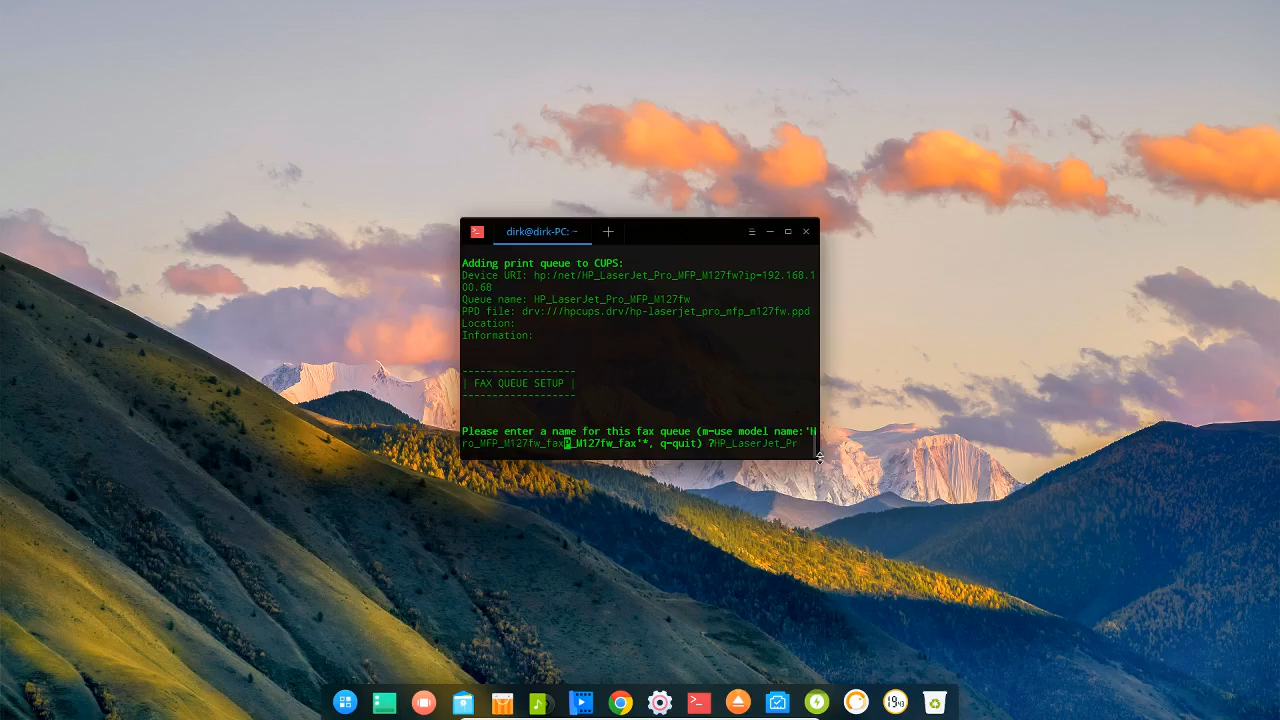 dirk@dirk-PC: ~
Adding print queue to CUPS:
Device URI: hp:/net/HP_LaserJet_Pro_MFP_M127fw?ip=192.168.1
00.68
Queue name: HP_LaserJet_Pro_MFP_M127fw
PPD file: drv:///hpcups.drv/hp-laserjet_pro_mfp_m127fw.ppd
Location:
Information:
------------------
| FAX QUEUE SETUP |
------------------
Please enter a name for this fax queue (m-use model name:'H
ro_MFP_M127fw_faxP_M127fw_fax'*, q-quit) ?HP_LaserJet_Pr